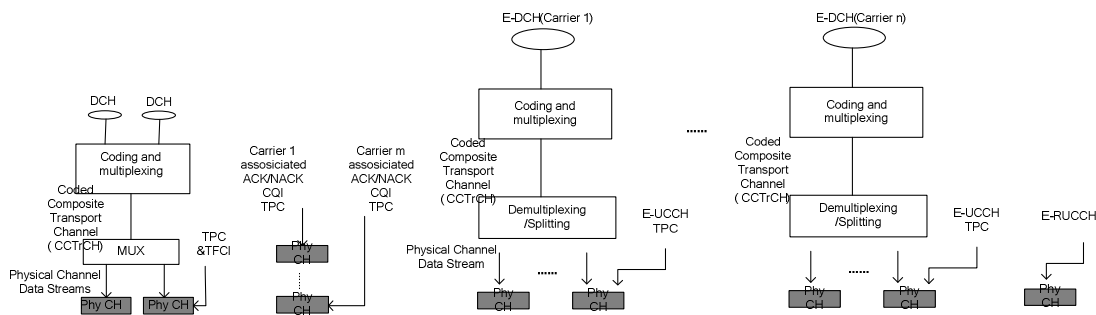 DCH
DCH
Coding and
multiplexing
Coded
Composite
Transport
Channel
( CCTrCH)
MUX
TPC
&TFCI
Physical Channel
Data Streams
Phy CH
Phy CH
Carrier 1
assosiciated
ACK/NACK
CQI
TPC
Phy
CH
Carrier m
assosiciated
ACK/NACK
CQI
TPC
Phy
CH
E-DCH(Carrier 1)
Coding and
multiplexing
Coded
Composite
Transport
Channel
( CCTrCH)
Demultiplexing
/Splitting
E-UCCH
TPC
Physical Channel
Data Stream
......
Phy
CH
Phy
CH
......
E-DCH(Carrier n)
Coding and
multiplexing
Coded
Composite
Transport
Channel
( CCTrCH)
Demultiplexing
/Splitting
E-UCCH
TPC
......
Phy
CH
Phy
CH
E-RUCCH
Phy
CH